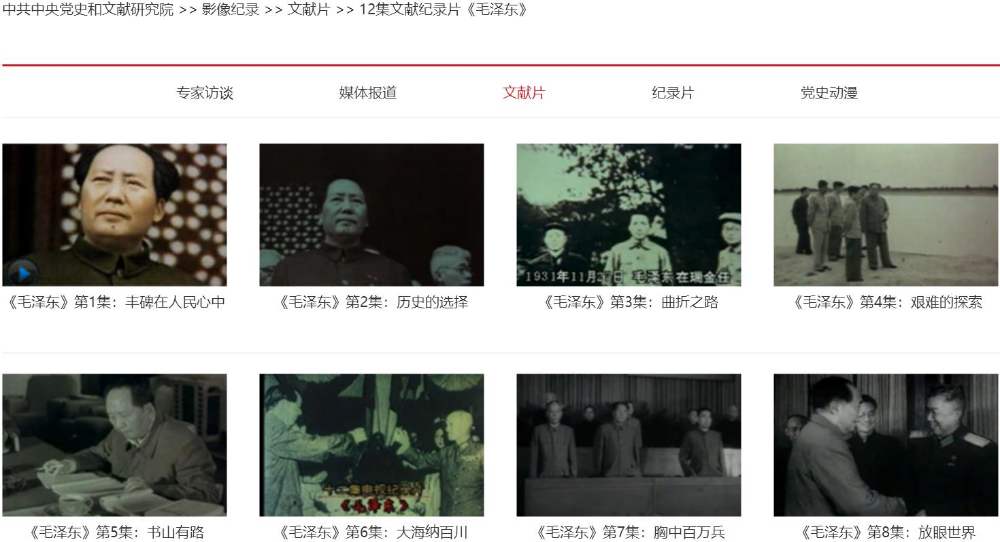 中共中央党史和文献研究院 >> 影像纪录 >> 文献片 >> 12集文献纪录片《毛泽东》
专家访谈 媒体报道 文献片 纪录片 党史动漫
1931年11月27日 毛泽东在瑞金任
《毛泽东》第1集：丰碑在人民心中 《毛泽东》第2集：历史的选择 《毛泽东》第3集：曲折之路 《毛泽东》第4集：艰难的探索
十二集电视纪录片
《毛泽东》
《毛泽东》第5集：书山有路 《毛泽东》第6集：大海纳百川 《毛泽东》第7集：胸中百万兵 《毛泽东》第8集：放眼世界